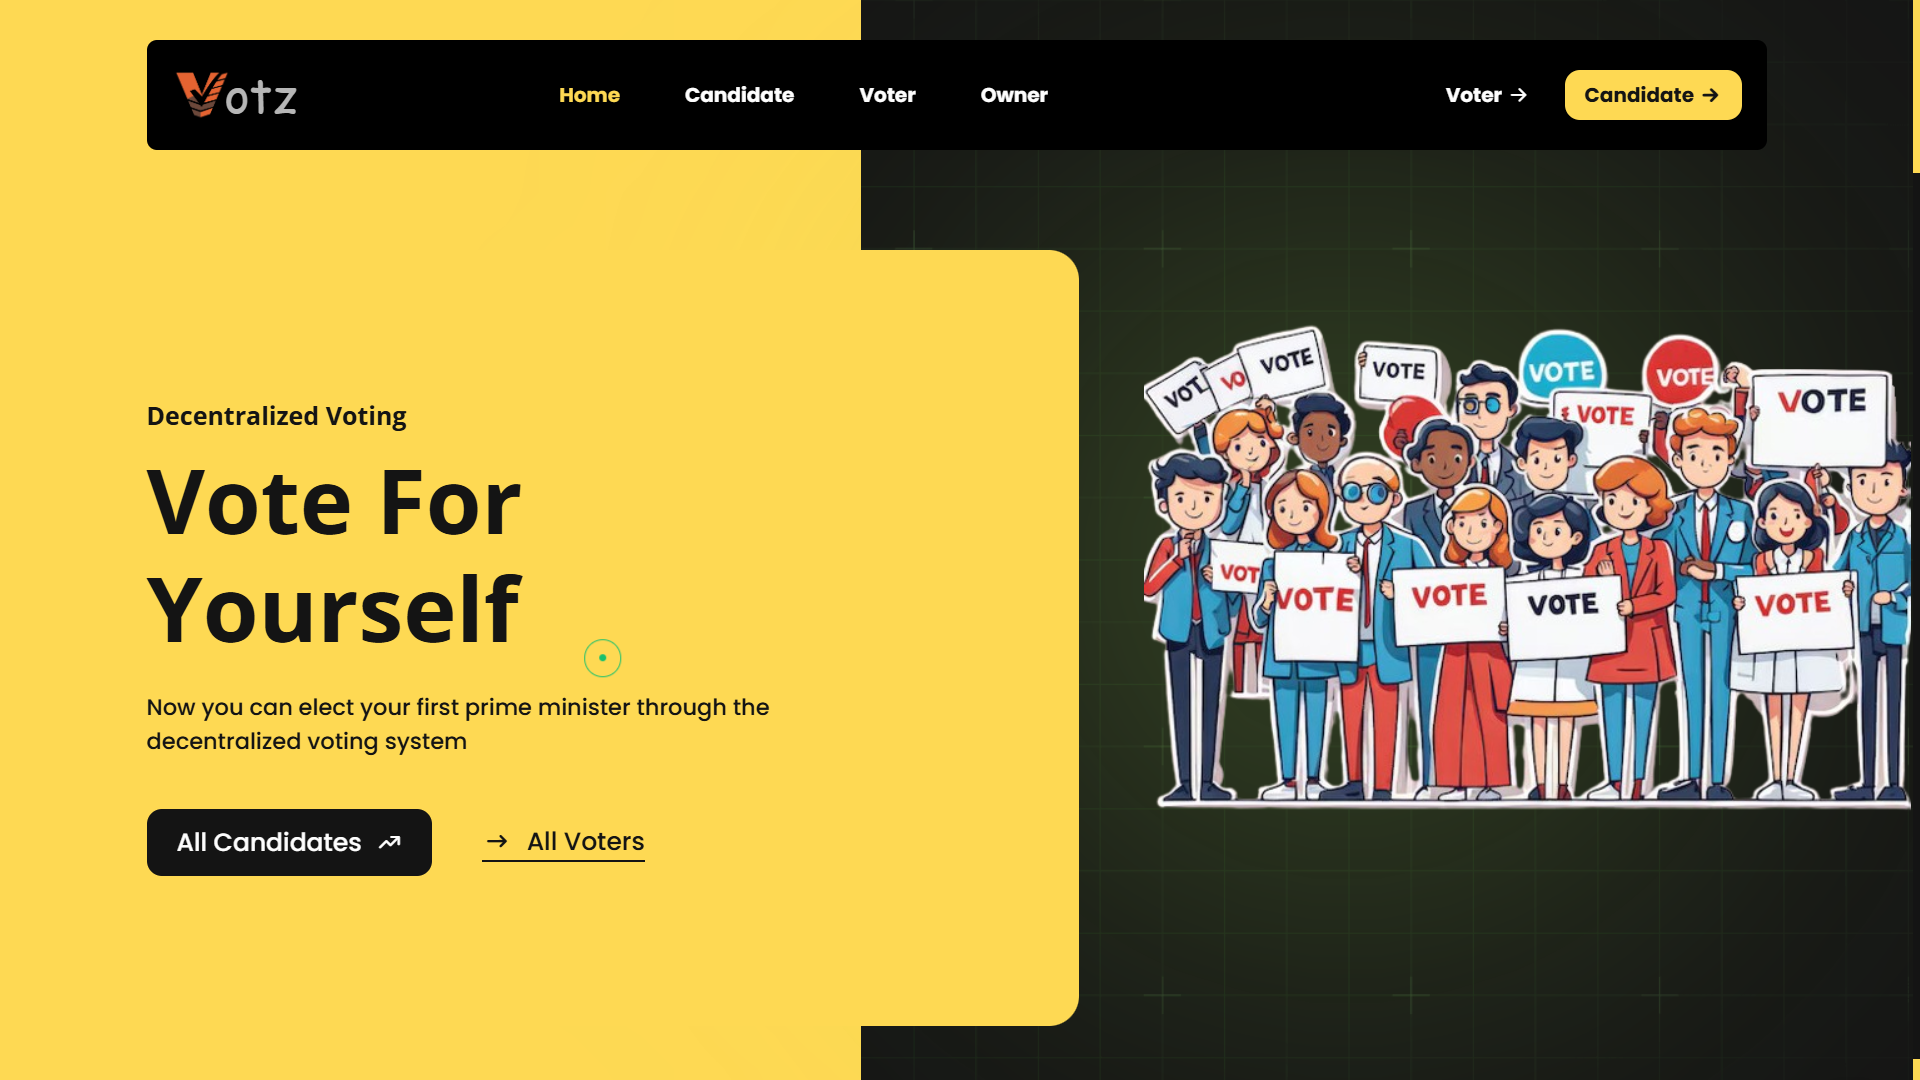 Votz
Home
Candidate
Voter
Owner
Voter →
Candidate →
Decentralized Voting
Vote For
Yourself
Now you can elect your first prime minister through the
decentralized voting system
All Candidates
→ All Voters
VOT
VO
VOTE
VOTE
VOTE
VOTE
VOTE
VOTE
VOT
VOTE
VOTE
VOTE
VOTE